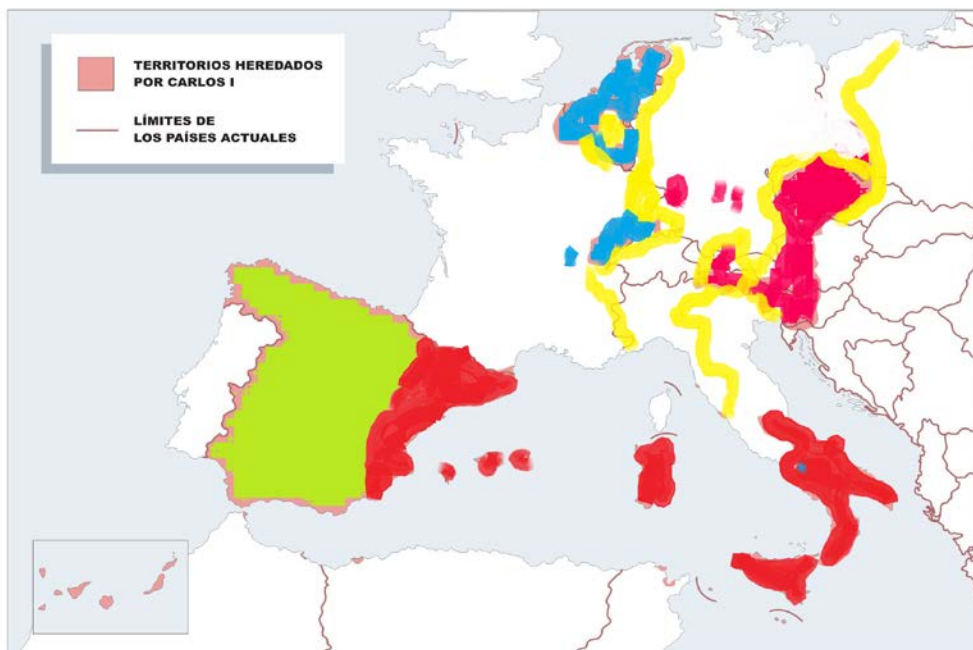 TERRITORIOS HEREDADOS
POR CARLOS I
LÍMITES DE
LOS PAÍSES ACTUALES